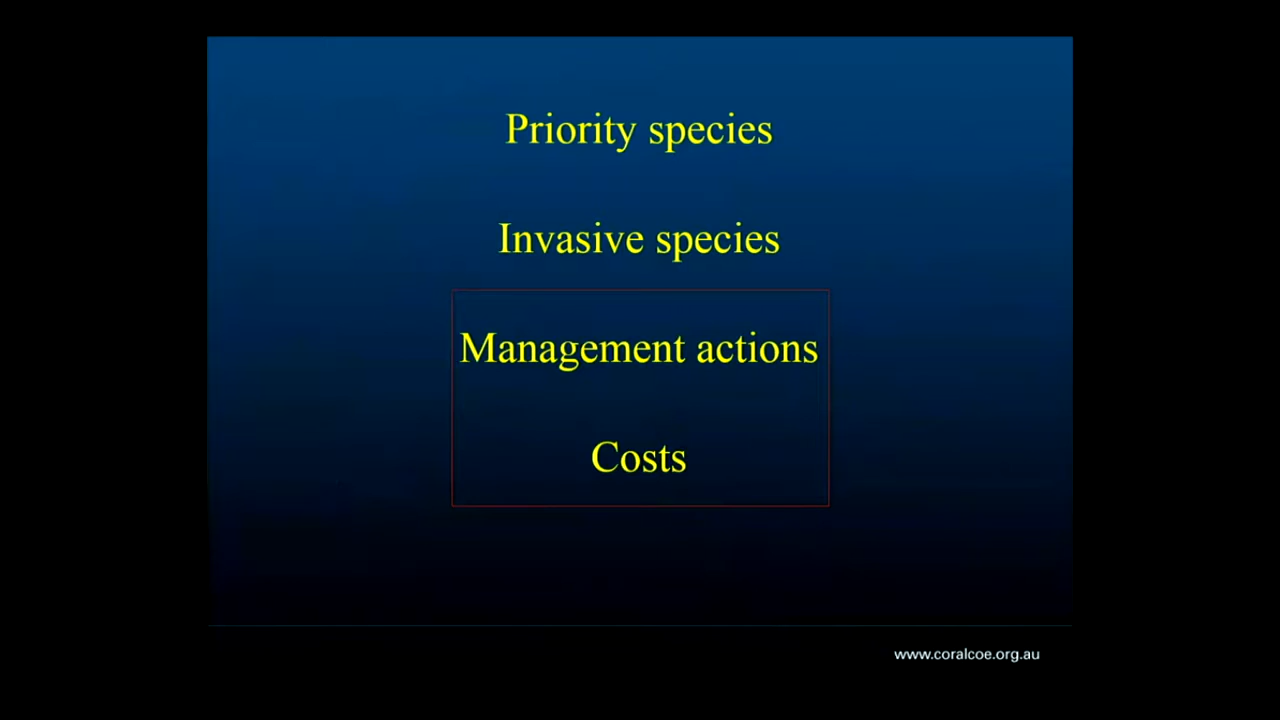 Priority species
Invasive species
Management actions
Costs
www.coralcoe.org.au